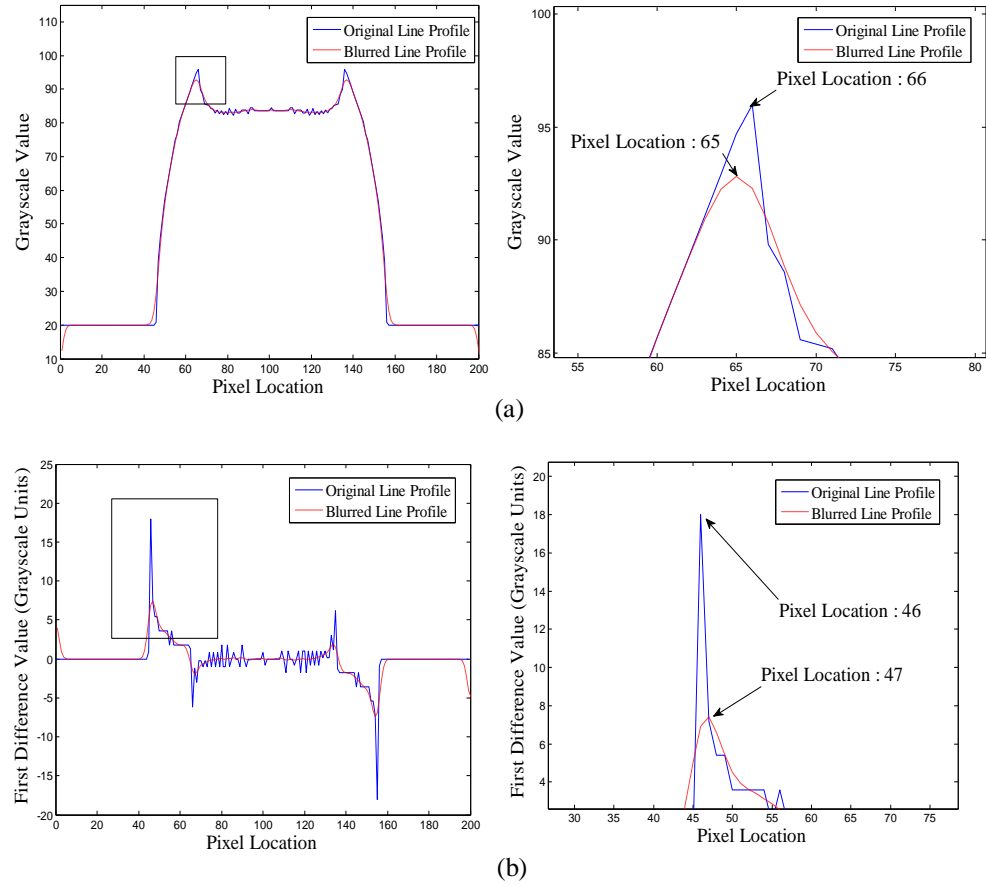 Original Line Profile
Blurred Line Profile
Grayscale Value
110
100
90
80
70
60
50
40
30
20
10
0 20 40 60 80 100 120 140 160 180 200
Pixel Location
Original Line Profile
Blurred Line Profile
Pixel Location : 66
Pixel Location : 65
Grayscale Value
100
95
90
85
55 60 65 70 75 80
Pixel Location
(a)
Original Line Profile
Blurred Line Profile
First Difference Value (Grayscale Units)
25
20
15
10
5
0
-5
-10
-15
-20
0 20 40 60 80 100 120 140 160 180 200
Pixel Location
Original Line Profile
Blurred Line Profile
Pixel Location : 46
Pixel Location : 47
First Difference Value (Grayscale Units)
20
18
16
14
12
10
8
6
4
30 35 40 45 50 55 60 65 70 75
Pixel Location
(b)